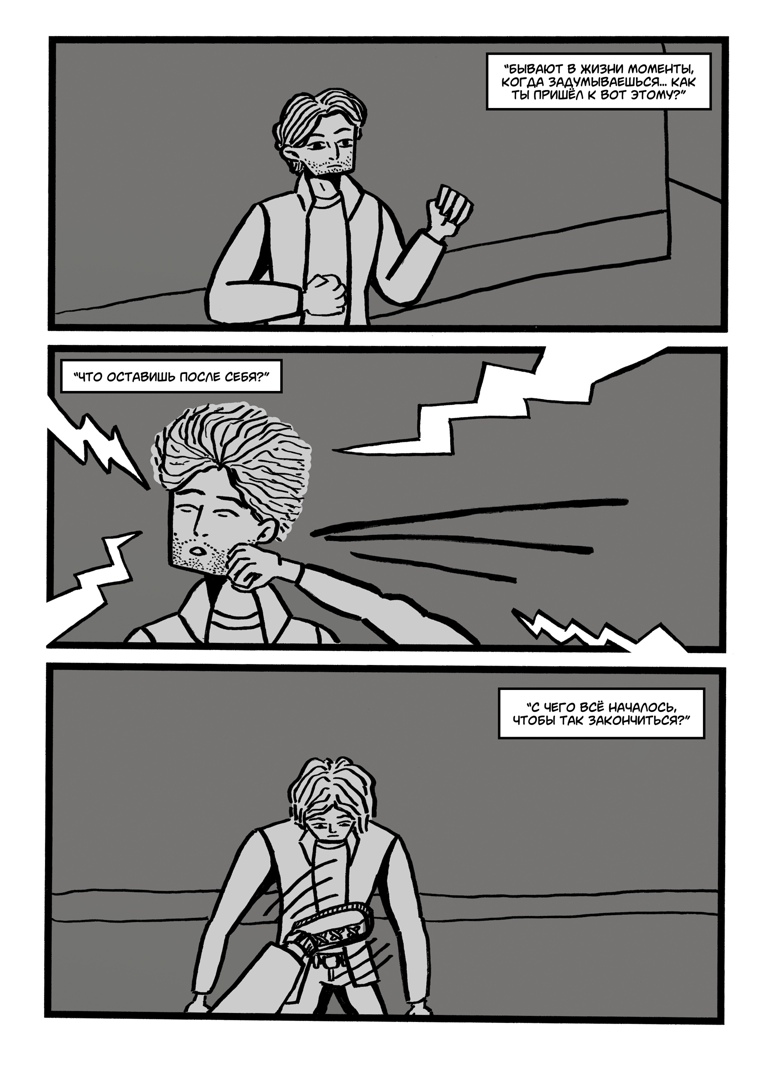 "БЫВАЮТ В ЖИЗНИ МОМЕНТЫ,
КОГДА ЗАДУМЫВАЕШЬСЯ... КАК
ТЫ ПРИШЁЛ К ВОТ ЭТОМУ?"
"ЧТО ОСТАВИШЬ ПОСЛЕ СЕБЯ?"
"С ЧЕГО ВСЁ НАЧАЛОСЬ,
ЧТОБЫ ТАК ЗАКОНЧИТЬСЯ?"